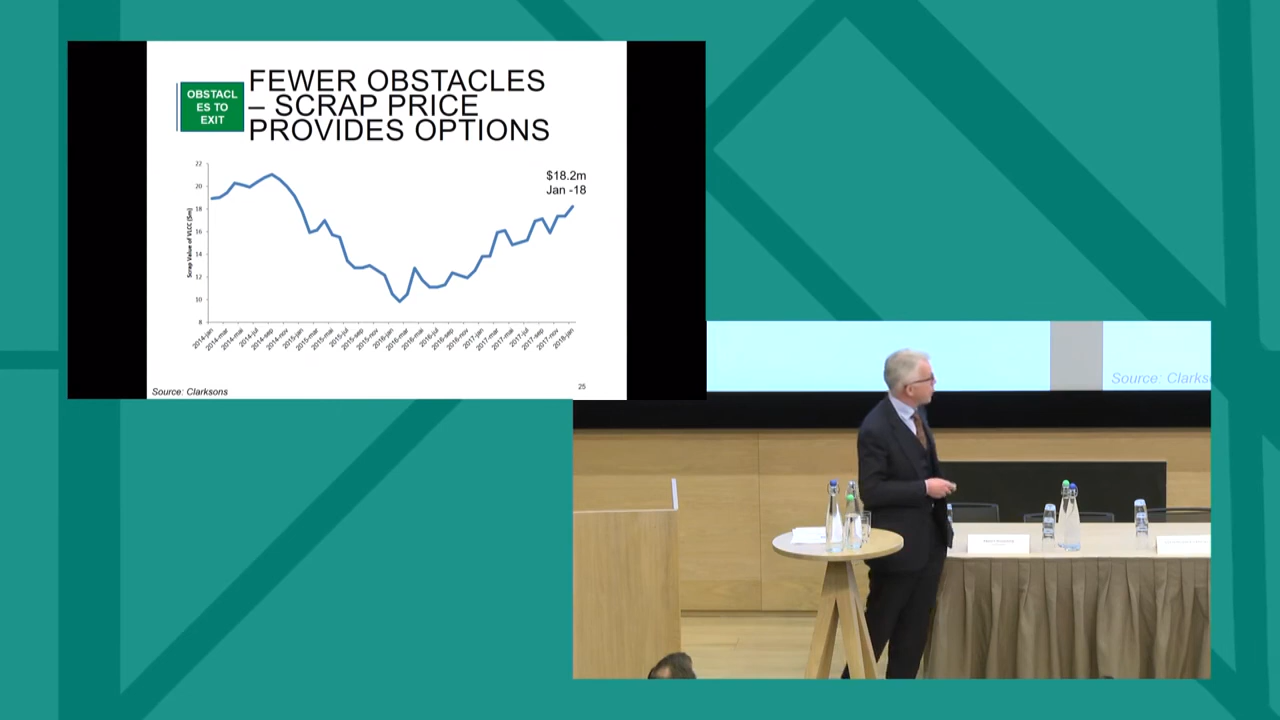 OBSTACL
ES TO
EXIT
FEWER OBSTACLES
– SCRAP PRICE
PROVIDES OPTIONS
$18.2m
Jan -18
Scrap Value of VLCC ($m)
22
20
18
16
14
12
10
8
2014-jan
2014-mar
2014-mai
2014-jul
2014-sep
2014-nov
2015-jan
2015-mar
2015-mai
2015-jul
2015-sep
2015-nov
2016-jan
2016-mar
2016-mai
2016-jul
2016-sep
2016-nov
2017-jan
2017-mar
2017-mai
2017-jul
2017-sep
2017-nov
2018-jan
Source: Clarksons
25
Source: Clarks